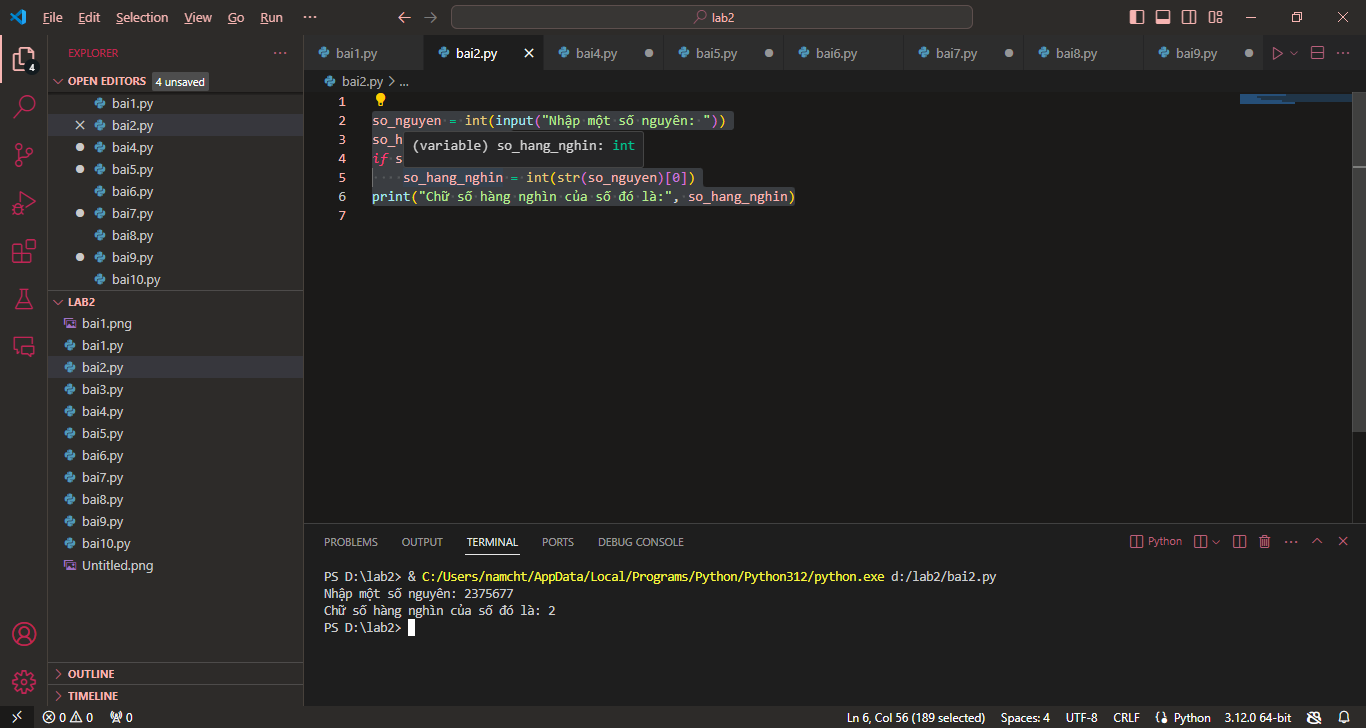 File Edit Selection View Go Run ··· lab2
EXPLORER ···
OPEN EDITORS 4 unsaved
bai1.py
bai2.py
bai4.py
bai5.py
bai6.py
bai7.py
bai8.py
bai9.py
bai10.py
LAB2
bai1.png
bai1.py
bai2.py
bai3.py
bai4.py
bai5.py
bai6.py
bai7.py
bai8.py
bai9.py
bai10.py
Untitled.png
OUTLINE
TIMELINE
4
bai1.py bai2.py bai4.py bai5.py bai6.py bai7.py bai8.py bai9.py ···
bai2.py > ...
1
2 so_nguyen = int(input("Nhập một số nguyên: "))
3 so_h
(variable) so_hang_nghin: int
4 if s
5 so_hang_nghin = int(str(so_nguyen)[0])
6 print("Chữ số hàng nghìn của số đó là:", so_hang_nghin)
7
PROBLEMS OUTPUT TERMINAL PORTS DEBUG CONSOLE Python ···
PS D:\lab2> & C:/Users/namcht/AppData/Local/Programs/Python/Python312/python.exe d:/lab2/bai2.py
Nhập một số nguyên: 2375677
Chữ số hàng nghìn của số đó là: 2
PS D:\lab2>
0 0 0 Ln 6, Col 56 (189 selected) Spaces: 4 UTF-8 CRLF Python 3.12.0 64-bit